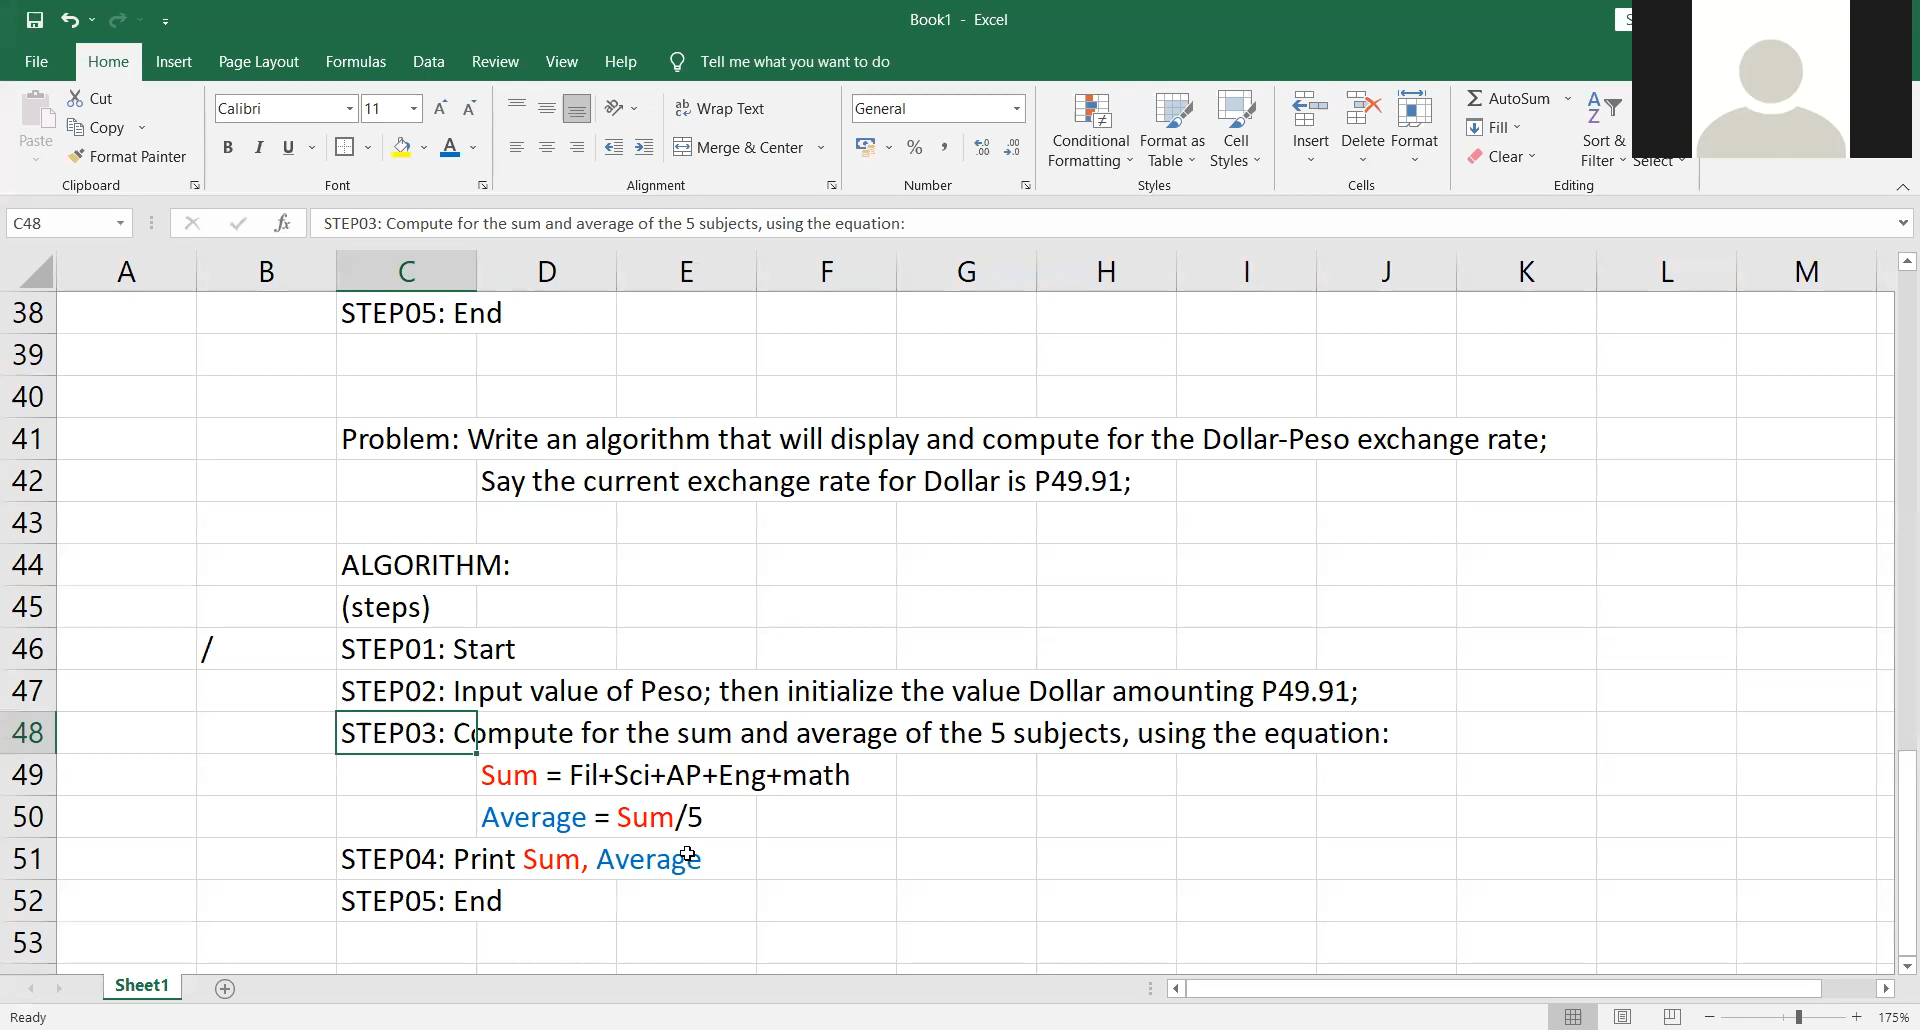 Book1 - Excel
File Home Insert Page Layout Formulas Data Review View Help Tell me what you want to do
Paste
Cut
Copy
Format Painter
Clipboard
Calibri 11 A A
B I U A
Font
ab Wrap Text
Merge & Center
Alignment
General
% , .00 .00
Number
Conditional Formatting
Format as Table
Cell Styles
Styles
Insert Delete Format
Cells
AutoSum
Fill
Clear
Sort & Filter
Select
Editing
C48 fx STEP03: Compute for the sum and average of the 5 subjects, using the equation:
A B C D E F G H I J K L M
38 STEP05: End
39
40
41 Problem: Write an algorithm that will display and compute for the Dollar-Peso exchange rate;
42 Say the current exchange rate for Dollar is P49.91;
43
44 ALGORITHM:
45 (steps)
46 / STEP01: Start
47 STEP02: Input value of Peso; then initialize the value Dollar amounting P49.91;
48 STEP03: Compute for the sum and average of the 5 subjects, using the equation:
49 Sum = Fil+Sci+AP+Eng+math
50 Average = Sum/5
51 STEP04: Print Sum, Average
52 STEP05: End
53
Sheet1
Ready 175%